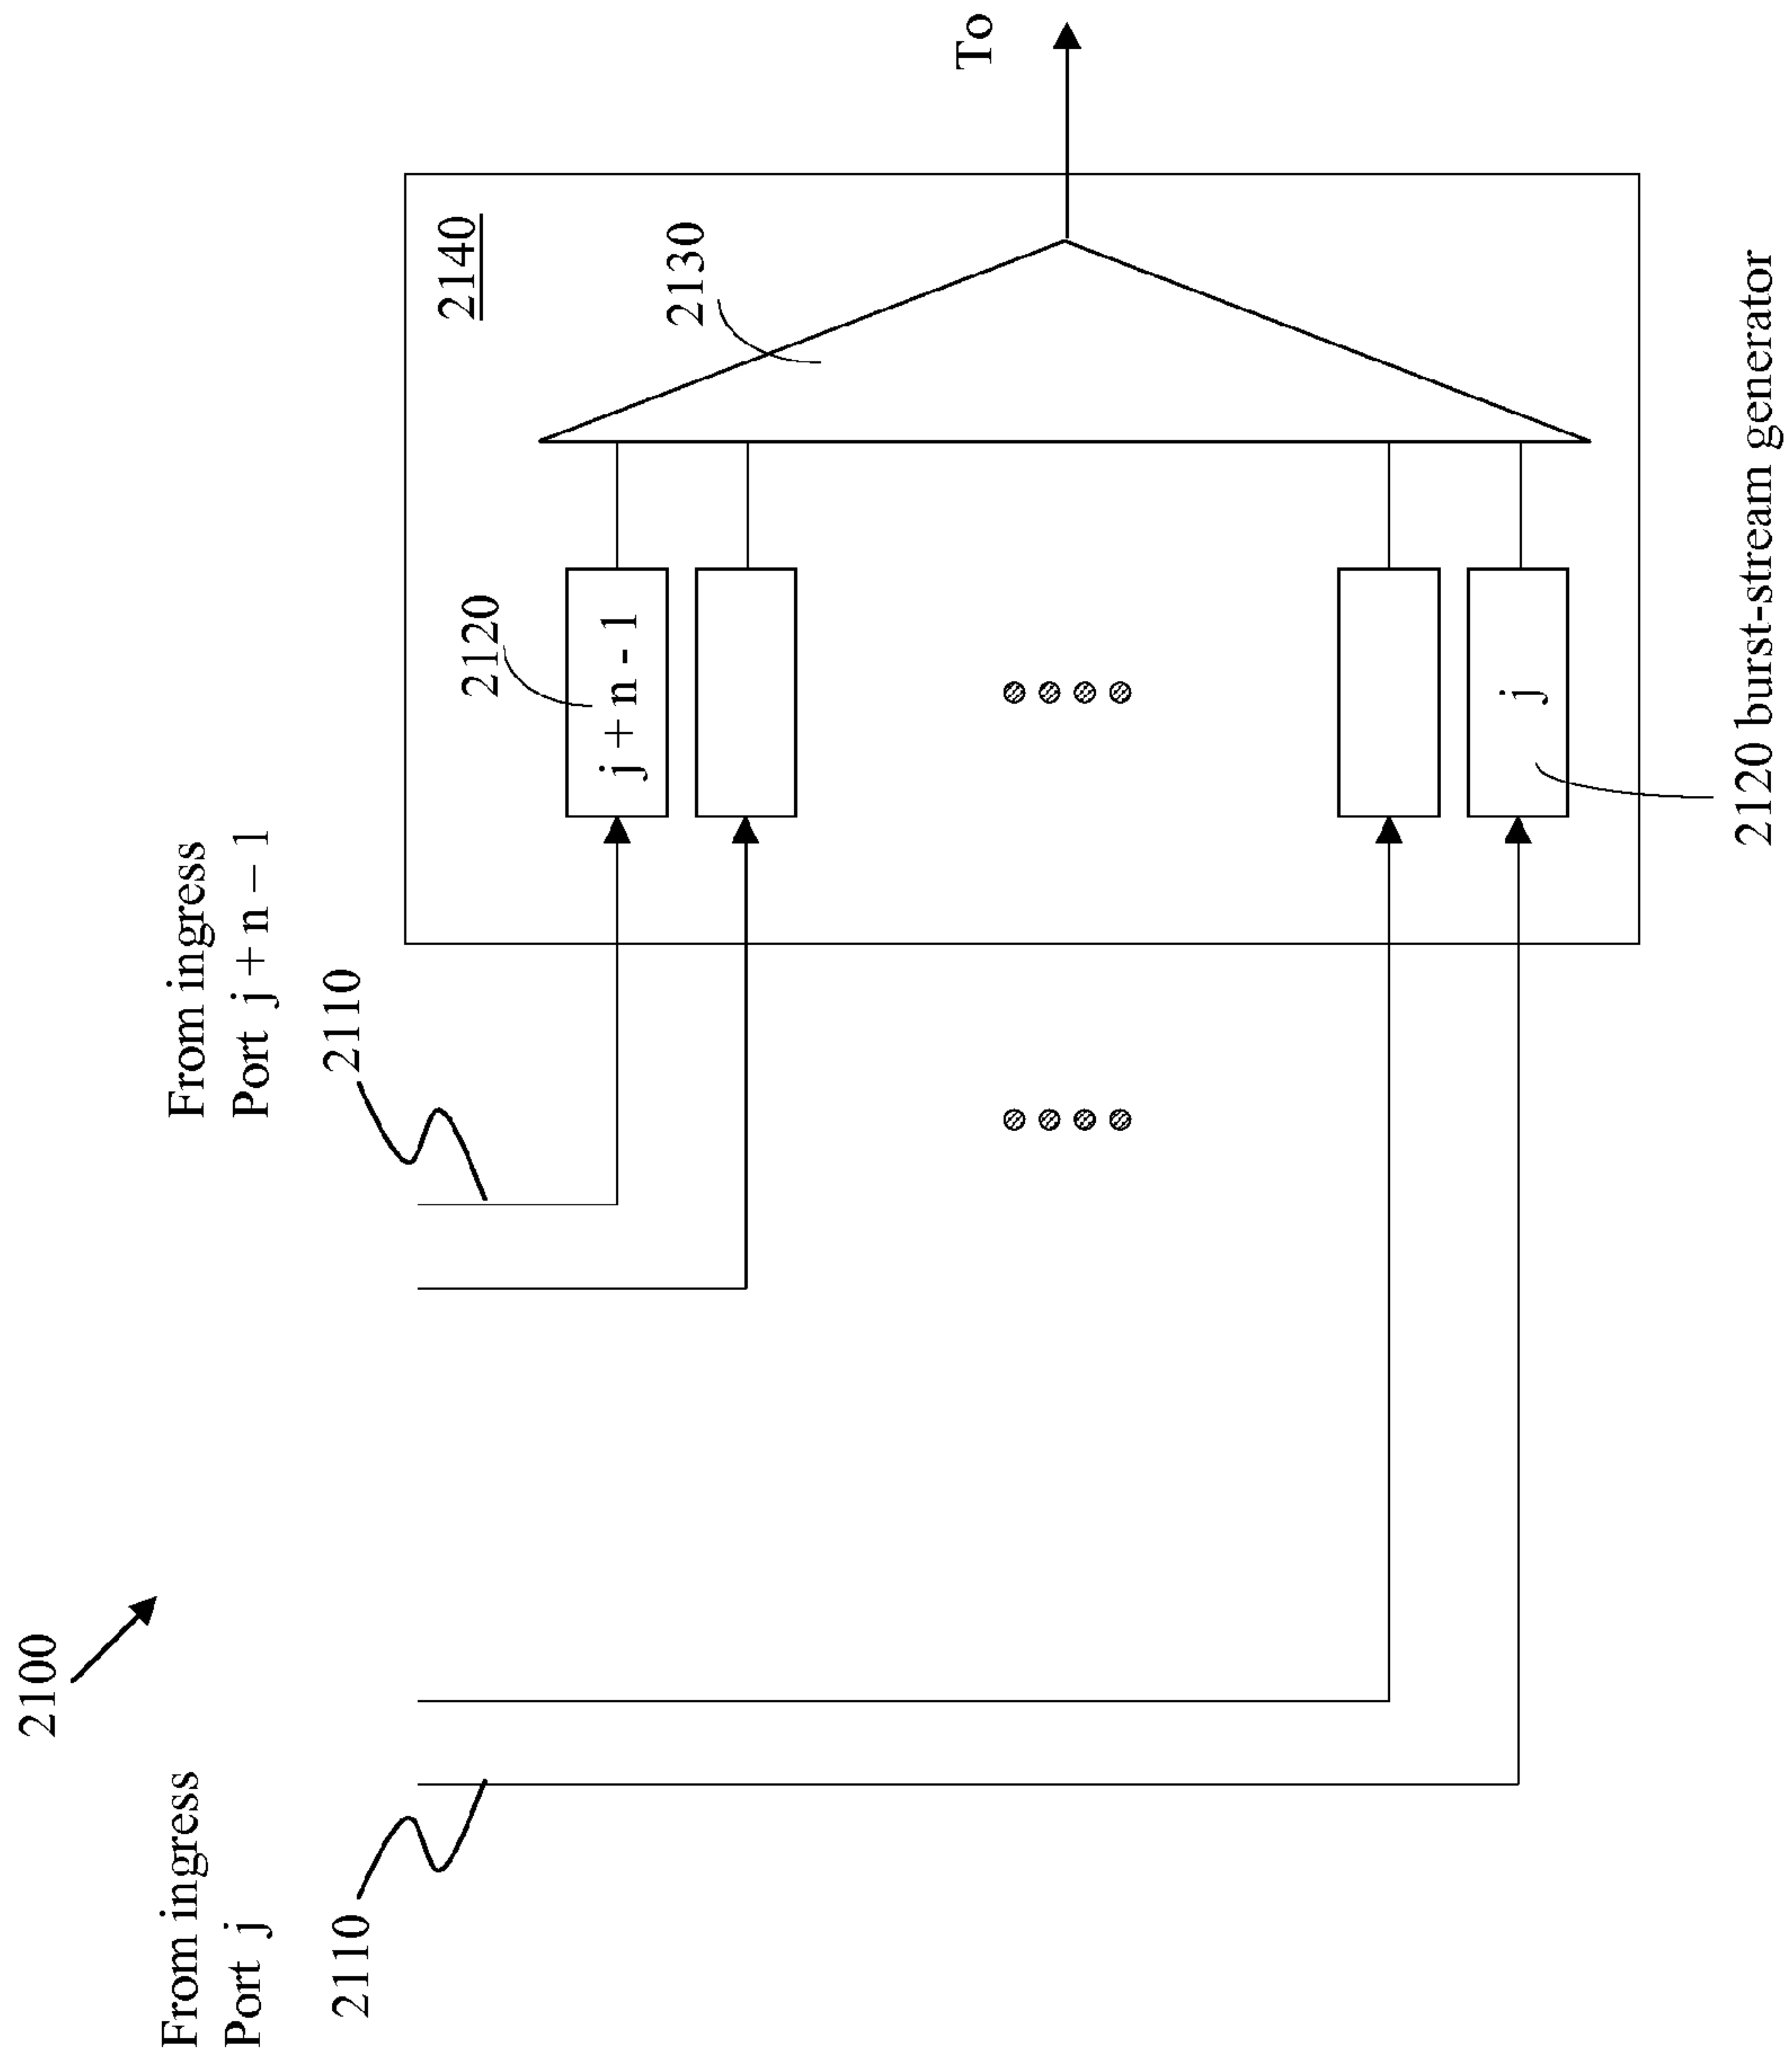 2100
From ingress
Port j
2110
From ingress
Port j + n – 1
2110
2140
2120
j + n - 1
2130
j
2120 burst-stream generator
To